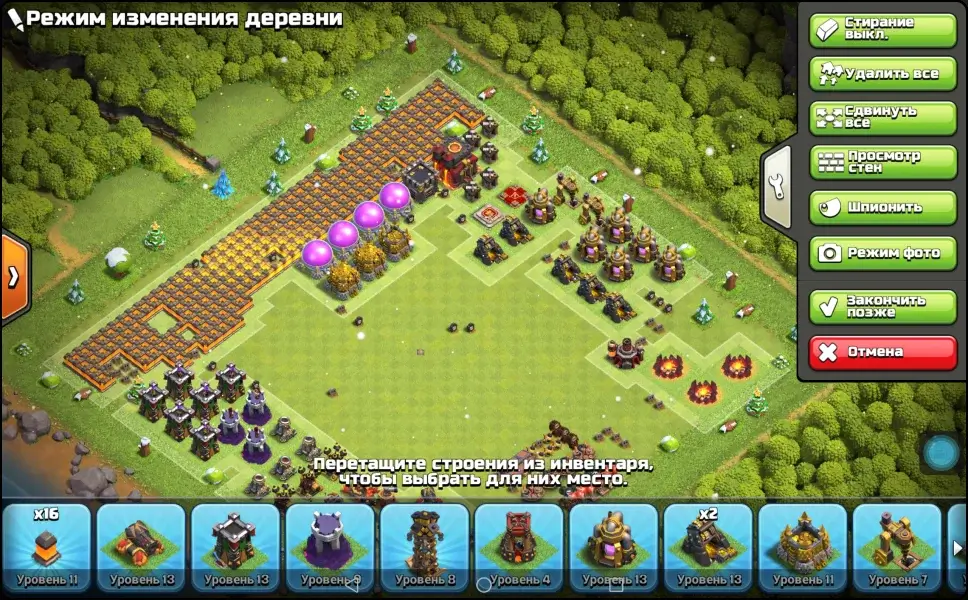 Режим изменения деревни
Стирание
выкл.
Удалить все
Сдвинуть
все
Просмотр
стен
Шпионить
Режим фото
Закончить
позже
Отмена
Перетащите строения из инвентаря,
чтобы выбрать для них место.
x16
x2
Уровень 11
Уровень 13
Уровень 13
Уровень 9
Уровень 8
Уровень 4
Уровень 13
Уровень 13
Уровень 11
Уровень 7